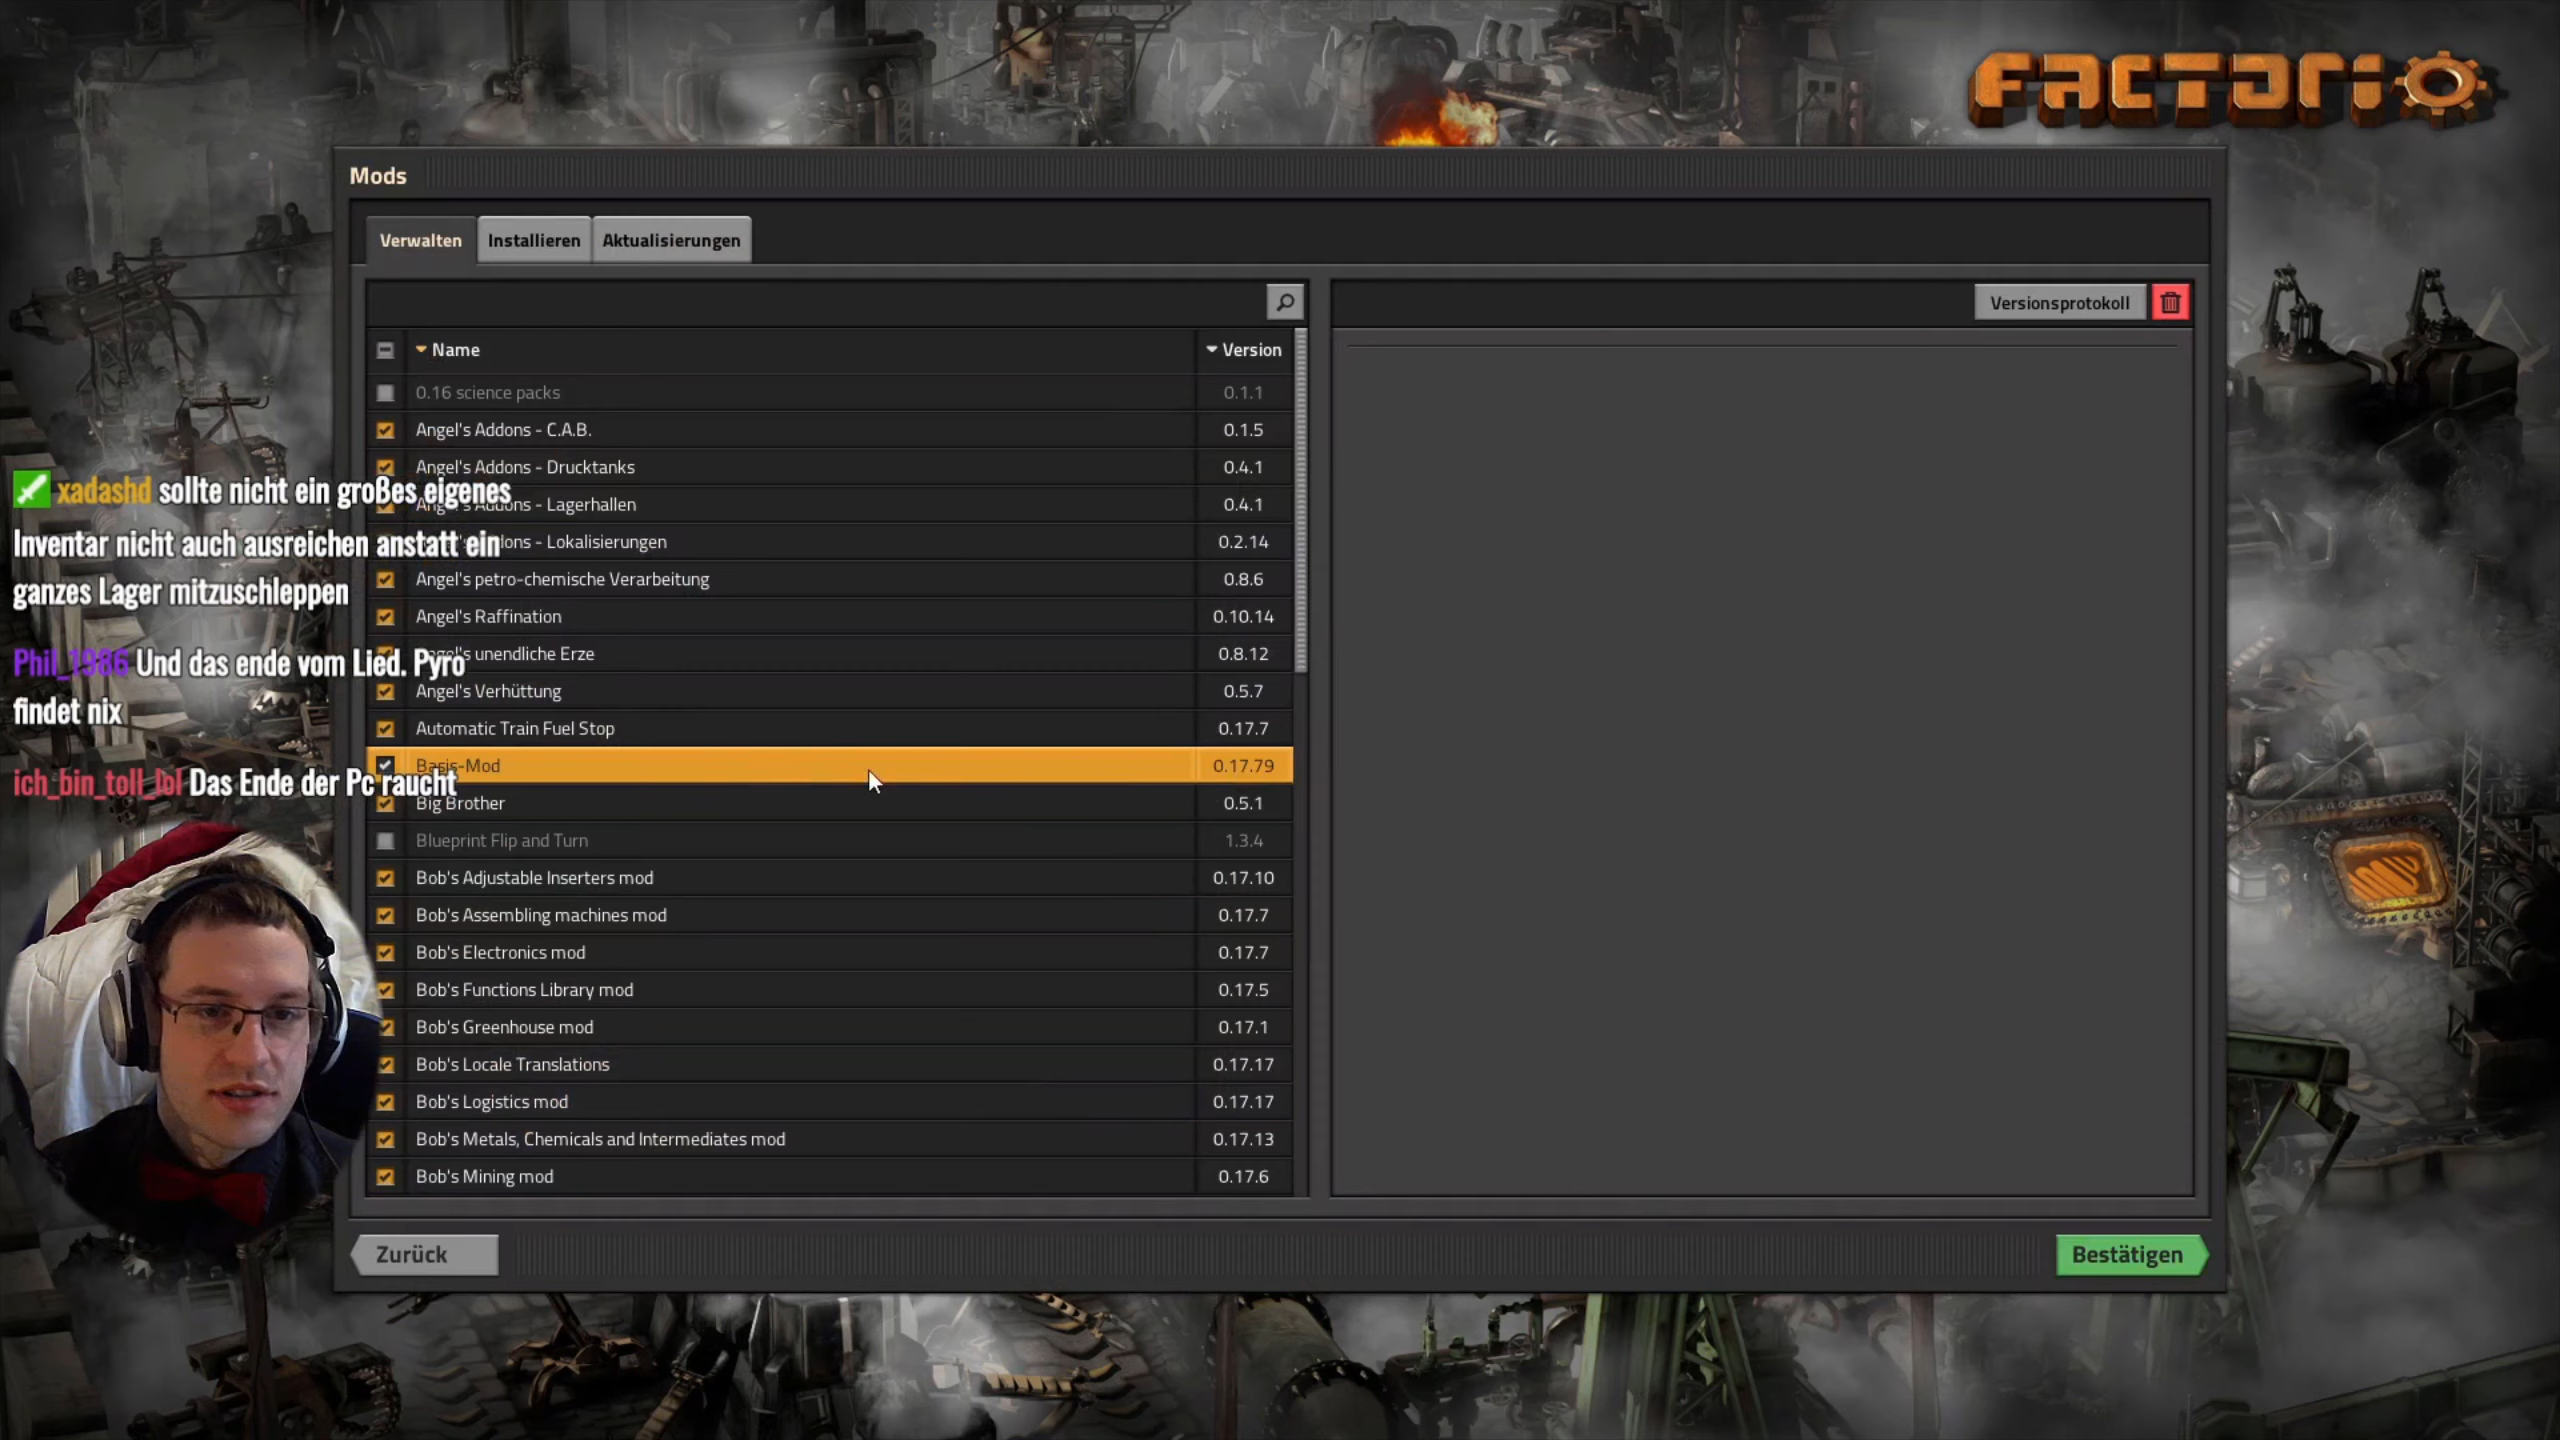 FACTORIO
Mods
Verwalten
Installieren
Aktualisierungen
Versionsprotokoll
Name
Version
0.16 science packs 0.1.1
Angel's Addons - C.A.B. 0.1.5
Angel's Addons - Drucktanks 0.4.1
Angel's Addons - Lagerhallen 0.4.1
Addons - Lokalisierungen 0.2.14
Angel's petro-chemische Verarbeitung 0.8.6
Angel's Raffination 0.10.14
Angel's unendliche Erze 0.8.12
Angel's Verhüttung 0.5.7
Automatic Train Fuel Stop 0.17.7
Basis-Mod 0.17.79
Big Brother 0.5.1
Blueprint Flip and Turn 1.3.4
Bob's Adjustable Inserters mod 0.17.10
Bob's Assembling machines mod 0.17.7
Bob's Electronics mod 0.17.7
Bob's Functions Library mod 0.17.5
Bob's Greenhouse mod 0.17.1
Bob's Locale Translations 0.17.17
Bob's Logistics mod 0.17.17
Bob's Metals, Chemicals and Intermediates mod 0.17.13
Bob's Mining mod 0.17.6
xadashd sollte nicht ein großes eigenes
Inventar nicht auch ausreichen anstatt ein
ganzes Lager mitzuschleppen
Phil_1986 Und das ende vom Lied. Pyro
findet nix
ich_bin_toll_lol Das Ende der Pc raucht
Zurück
Bestätigen